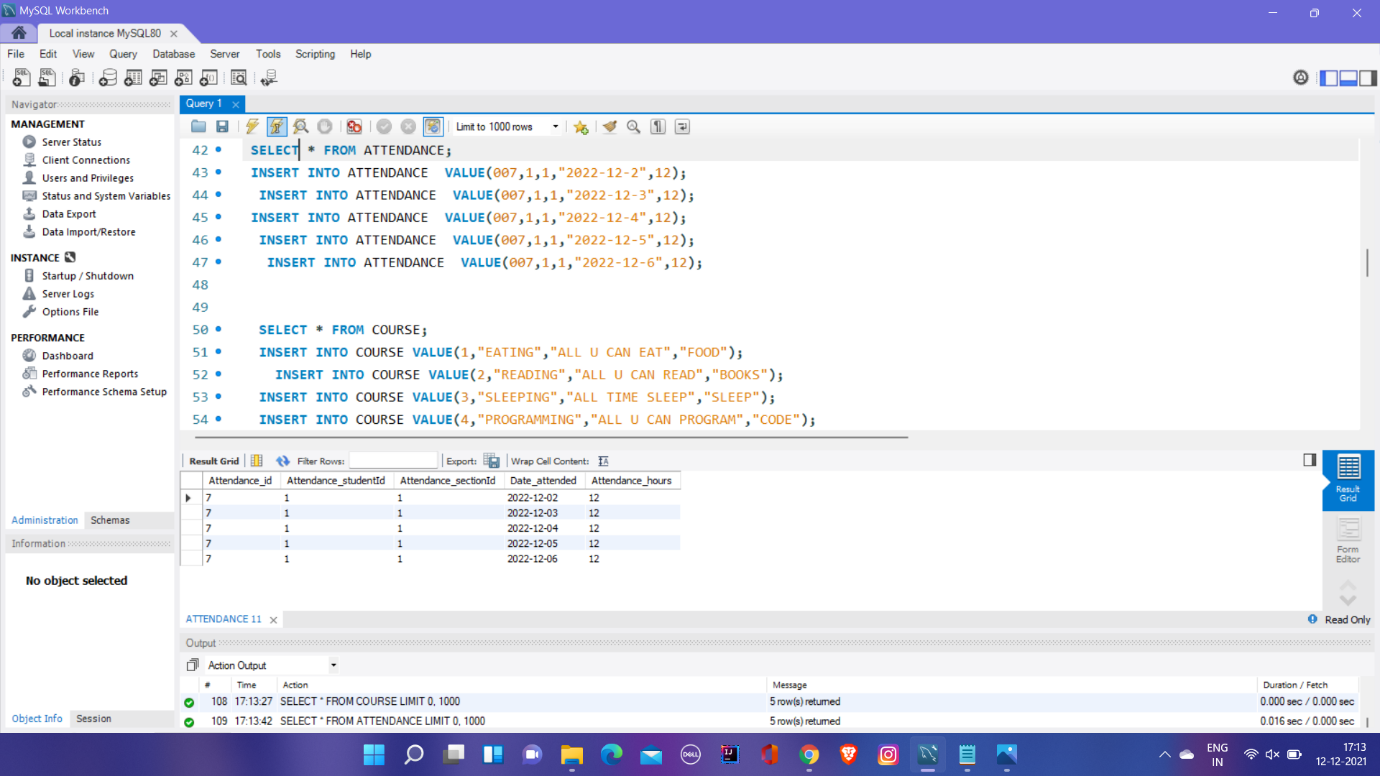 MySQL Workbench
Local instance MySQL80
File Edit View Query Database Server Tools Scripting Help
Navigator
MANAGEMENT
Server Status
Client Connections
Users and Privileges
Status and System Variables
Data Export
Data Import/Restore
INSTANCE
Startup / Shutdown
Server Logs
Options File
PERFORMANCE
Dashboard
Performance Reports
Performance Schema Setup
Administration Schemas
Information
No object selected
Object Info Session
Query 1
Limit to 1000 rows
42 SELECT * FROM ATTENDANCE;
43 INSERT INTO ATTENDANCE  VALUE(007,1,1,"2022-12-2",12);
44 INSERT INTO ATTENDANCE  VALUE(007,1,1,"2022-12-3",12);
45 INSERT INTO ATTENDANCE  VALUE(007,1,1,"2022-12-4",12);
46 INSERT INTO ATTENDANCE  VALUE(007,1,1,"2022-12-5",12);
47 INSERT INTO ATTENDANCE  VALUE(007,1,1,"2022-12-6",12);
48
49
50 SELECT * FROM COURSE;
51 INSERT INTO COURSE VALUE(1,"EATING","ALL U CAN EAT","FOOD");
52 INSERT INTO COURSE VALUE(2,"READING","ALL U CAN READ","BOOKS");
53 INSERT INTO COURSE VALUE(3,"SLEEPING","ALL TIME SLEEP","SLEEP");
54 INSERT INTO COURSE VALUE(4,"PROGRAMMING","ALL U CAN PROGRAM","CODE");
Result Grid Filter Rows: Export: Wrap Cell Content:
Attendance_id Attendance_studentId Attendance_sectionId Date_attended Attendance_hours
7 1 1 2022-12-02 12
7 1 1 2022-12-03 12
7 1 1 2022-12-04 12
7 1 1 2022-12-05 12
7 1 1 2022-12-06 12
Result
Grid
Form
Editor
ATTENDANCE 11
Read Only
Output
Action Output
# Time Action Message Duration / Fetch
108 17:13:27 SELECT * FROM COURSE LIMIT 0, 1000 5 row(s) returned 0.000 sec / 0.000 sec
109 17:13:42 SELECT * FROM ATTENDANCE LIMIT 0, 1000 5 row(s) returned 0.016 sec / 0.000 sec
DELL
IJ
ENG
IN
17:13
12-12-2021